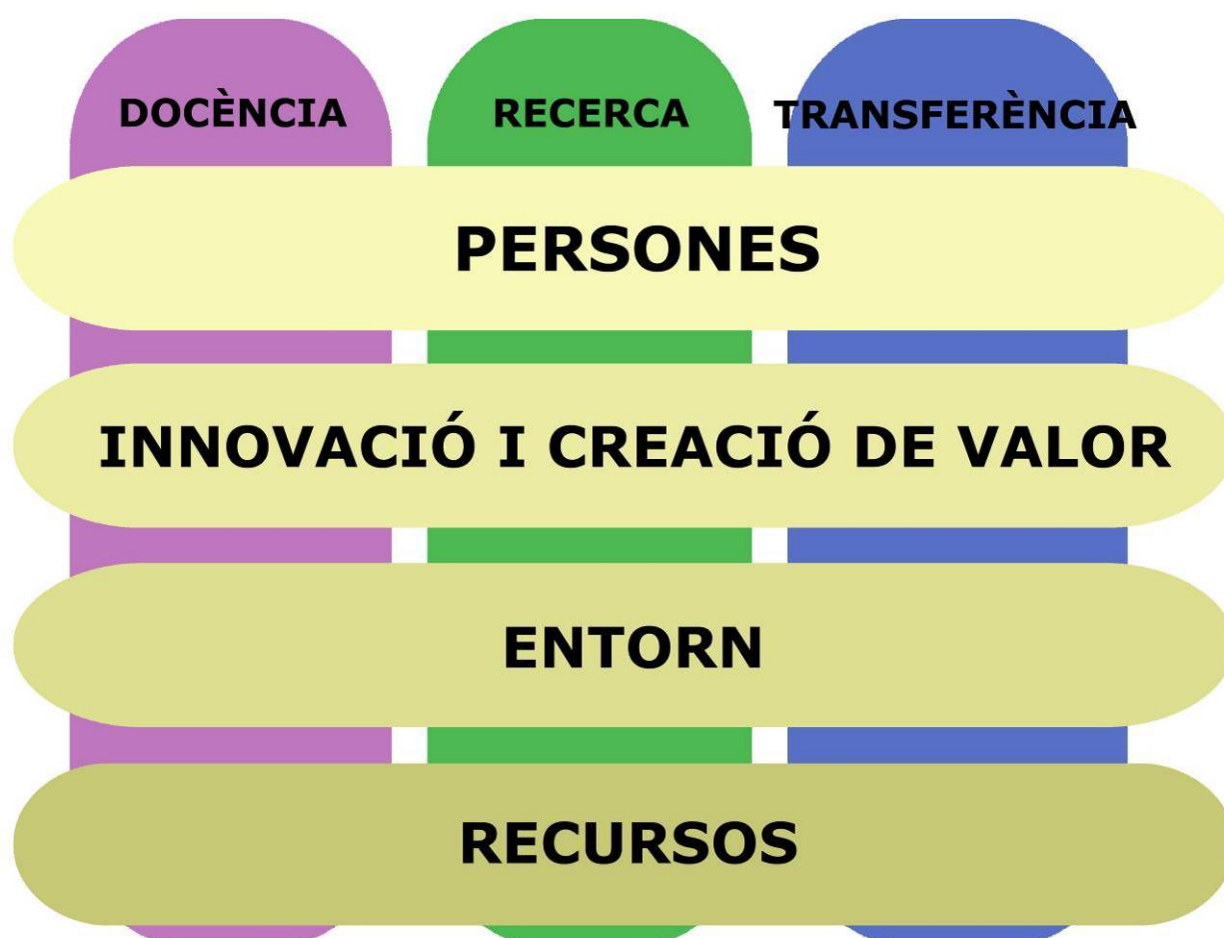 DOCÈNCIA
RECERCA
TRANSFERÈNCIA
PERSONES
INNOVACIÓ I CREACIÓ DE VALOR
ENTORN
RECURSOS